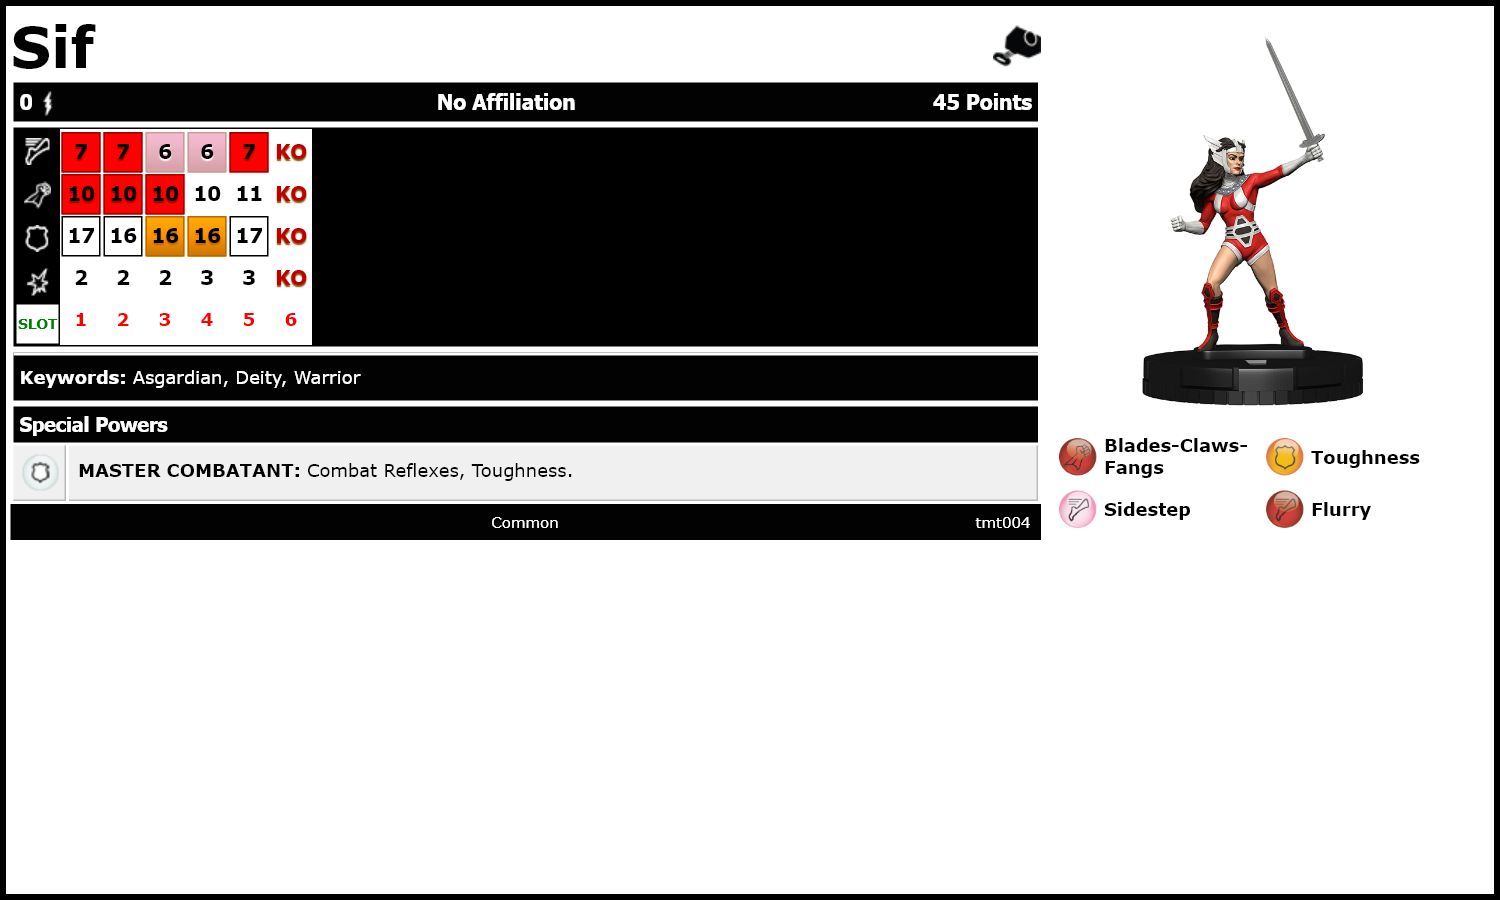 Sif
0 No Affiliation 45 Points
7 7 6 6 7 KO
10 10 10 10 11 KO
17 16 16 16 17 KO
2 2 2 3 3 KO
SLOT 1 2 3 4 5 6
Keywords: Asgardian, Deity, Warrior
Special Powers
MASTER COMBATANT: Combat Reflexes, Toughness.
Common tmt004
Blades-Claws-
Fangs
Toughness
Sidestep
Flurry